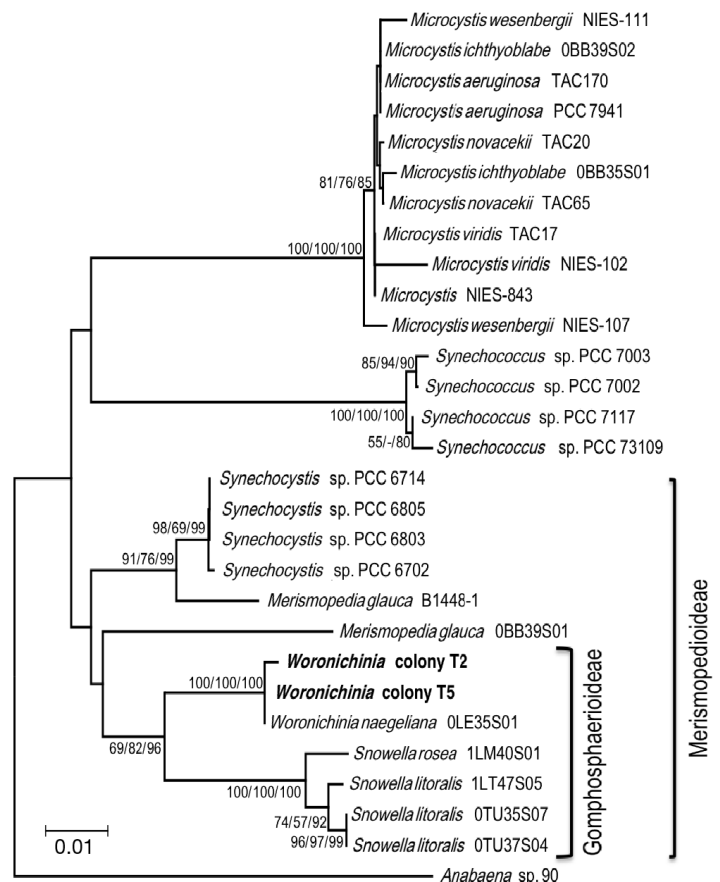 Microcystis wesenbergii NIES-111
Microcystis ichthyoblabe 0BB39S02
Microcystis aeruginosa TAC170
Microcystis aeruginosa PCC 7941
Microcystis novacekii TAC20
Microcystis ichthyoblabe 0BB35S01
81/76/85
Microcystis novacekii TAC65
Microcystis viridis TAC17
100/100/100
Microcystis viridis NIES-102
Microcystis NIES-843
Microcystis wesenbergii NIES-107
85/94/90
Synechococcus sp. PCC 7003
Synechococcus sp. PCC 7002
100/100/100
Synechococcus sp. PCC 7117
55/-/80
Synechococcus sp. PCC 73109
Synechocystis sp. PCC 6714
Synechocystis sp. PCC 6805
98/69/99
Synechocystis sp. PCC 6803
91/76/99
Synechocystis sp. PCC 6702
Merismopedia glauca B1448-1
Merismopedia glauca 0BB39S01
Woronichinia colony T2
100/100/100
Woronichinia colony T5
Woronichinia naegeliana 0LE35S01
69/82/96
Snowella rosea 1LM40S01
100/100/100
Snowella litoralis 1LT47S05
74/57/92
Snowella litoralis 0TU35S07
96/97/99
Snowella litoralis 0TU37S04
Anabaena sp. 90
Gomphosphaerioideae
Merismopedioideae
0.01